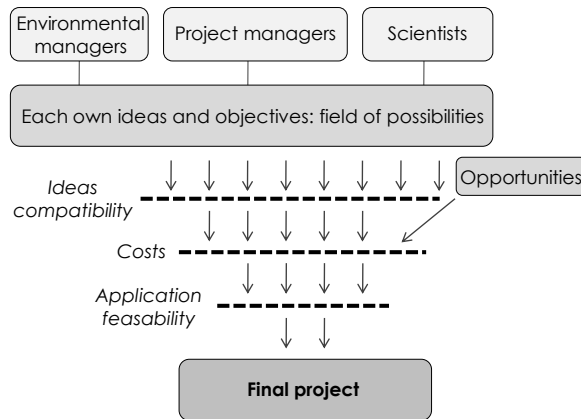 Environmental
managers
Project managers
Scientists
Each own ideas and objectives: field of possibilities
Opportunities
Ideas
compatibility
Costs
Application
feasability
Final project